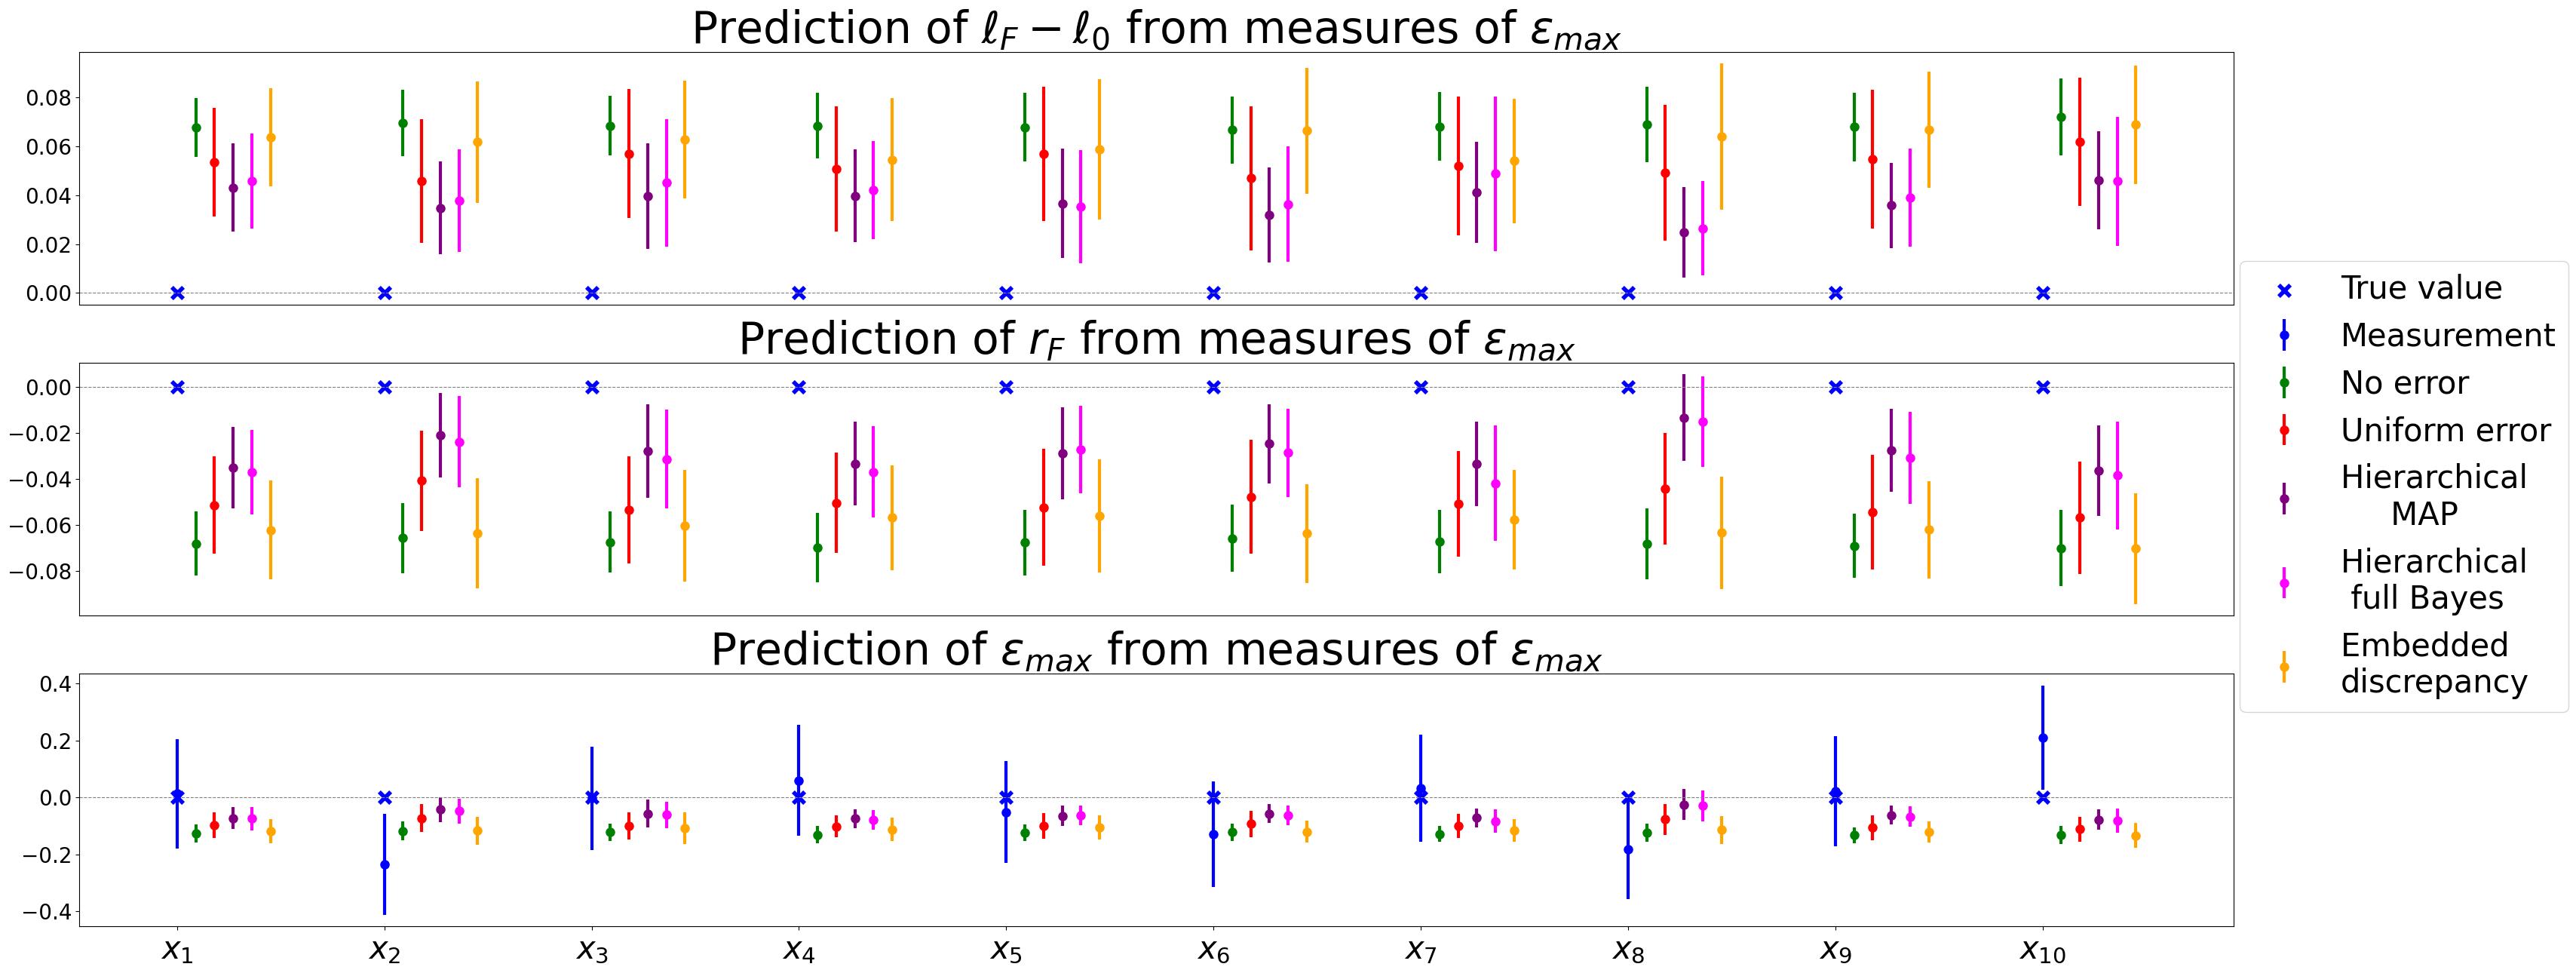 Prediction of ℓ_F − ℓ_0 from measures of ε_max
0.08
0.06
0.04
0.02
0.00
Prediction of r_F from measures of ε_max
0.00
−0.02
−0.04
−0.06
−0.08
Prediction of ε_max from measures of ε_max
0.4
0.2
0.0
−0.2
−0.4
x_1 x_2 x_3 x_4 x_5 x_6 x_7 x_8 x_9 x_10
True value
Measurement
No error
Uniform error
Hierarchical
MAP
Hierarchical
full Bayes
Embedded
discrepancy